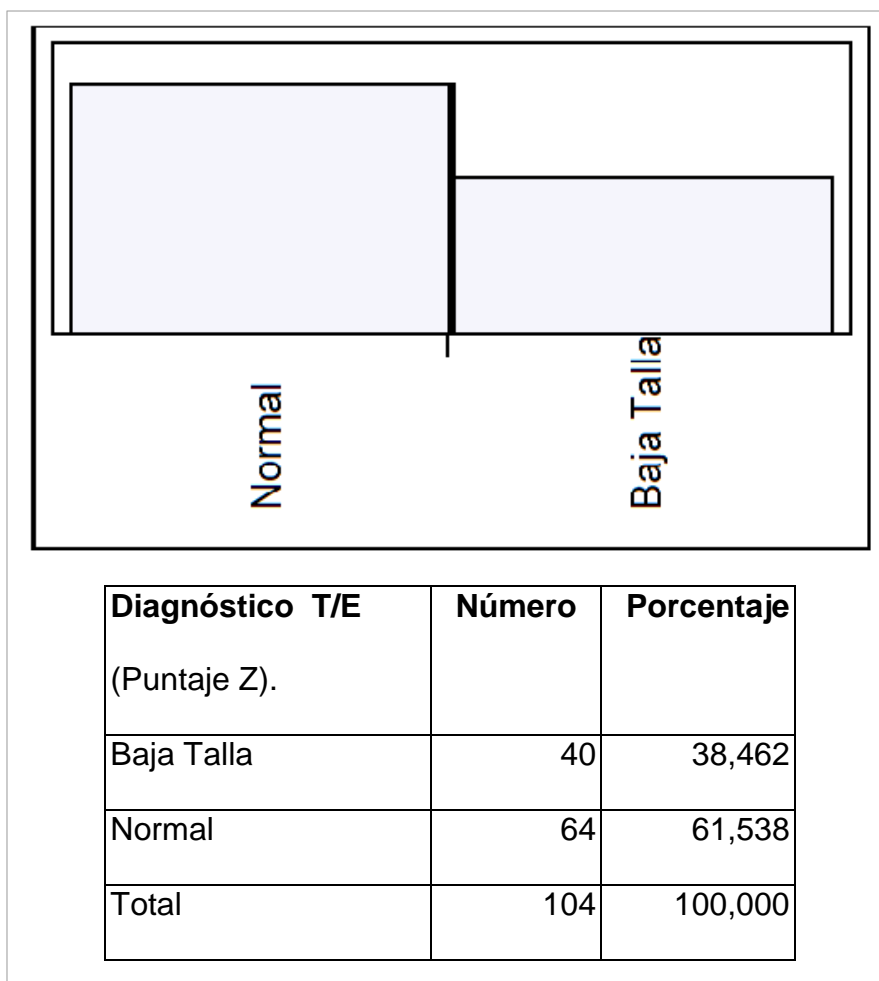 Normal
Baja Talla
Diagnóstico T/E Número Porcentaje
(Puntaje Z).
Baja Talla 40 38,462
Normal 64 61,538
Total 104 100,000